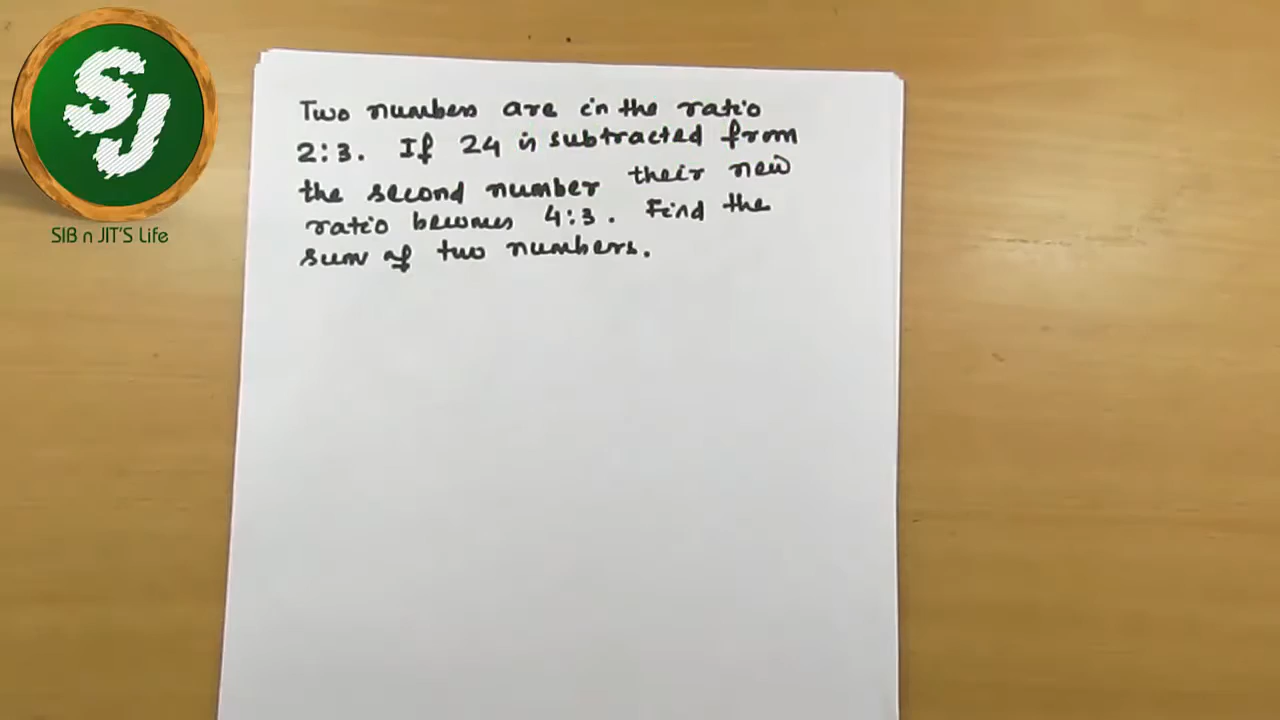 SJ
SIB n JIT'S Life
Two numbers are in the ratio
2:3. If 24 is subtracted from
the second number their new
ratio becomes 4:3. Find the
sum of two numbers.